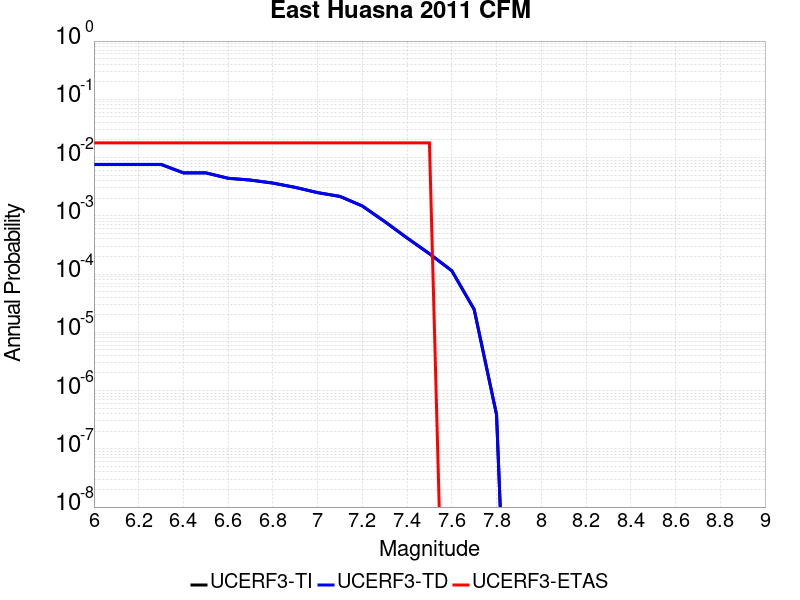 East Huasna 2011 CFM
10^0
10^-1
10^-2
10^-3
10^-4
10^-5
10^-6
10^-7
10^-8
Annual Probability
6 6.2 6.4 6.6 6.8 7 7.2 7.4 7.6 7.8 8 8.2 8.4 8.6 8.8 9
Magnitude
UCERF3-TI UCERF3-TD UCERF3-ETAS